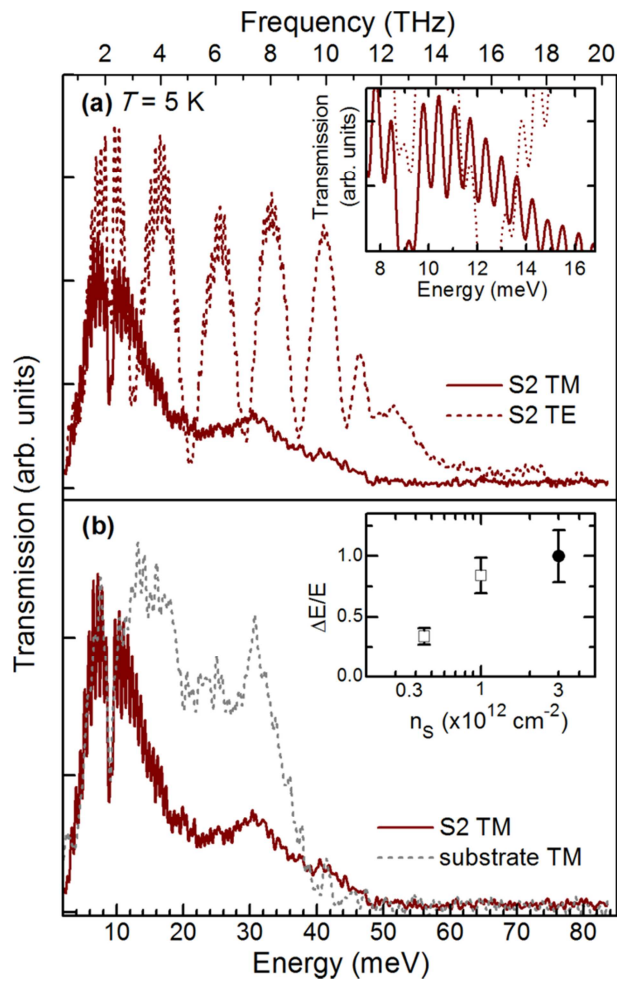 Frequency (THz)
2 4 6 8 10 12 14 16 18 20
(a) T = 5 K
Transmission
(arb. units)
8 10 12 14 16
Energy (meV)
S2 TM
S2 TE
Transmission (arb. units)
(b)
ΔE/E
1.0
0.5
0.0
0.3 1 3
nS (x10¹² cm⁻²)
S2 TM
substrate TM
10 20 30 40 50 60 70 80
Energy (meV)